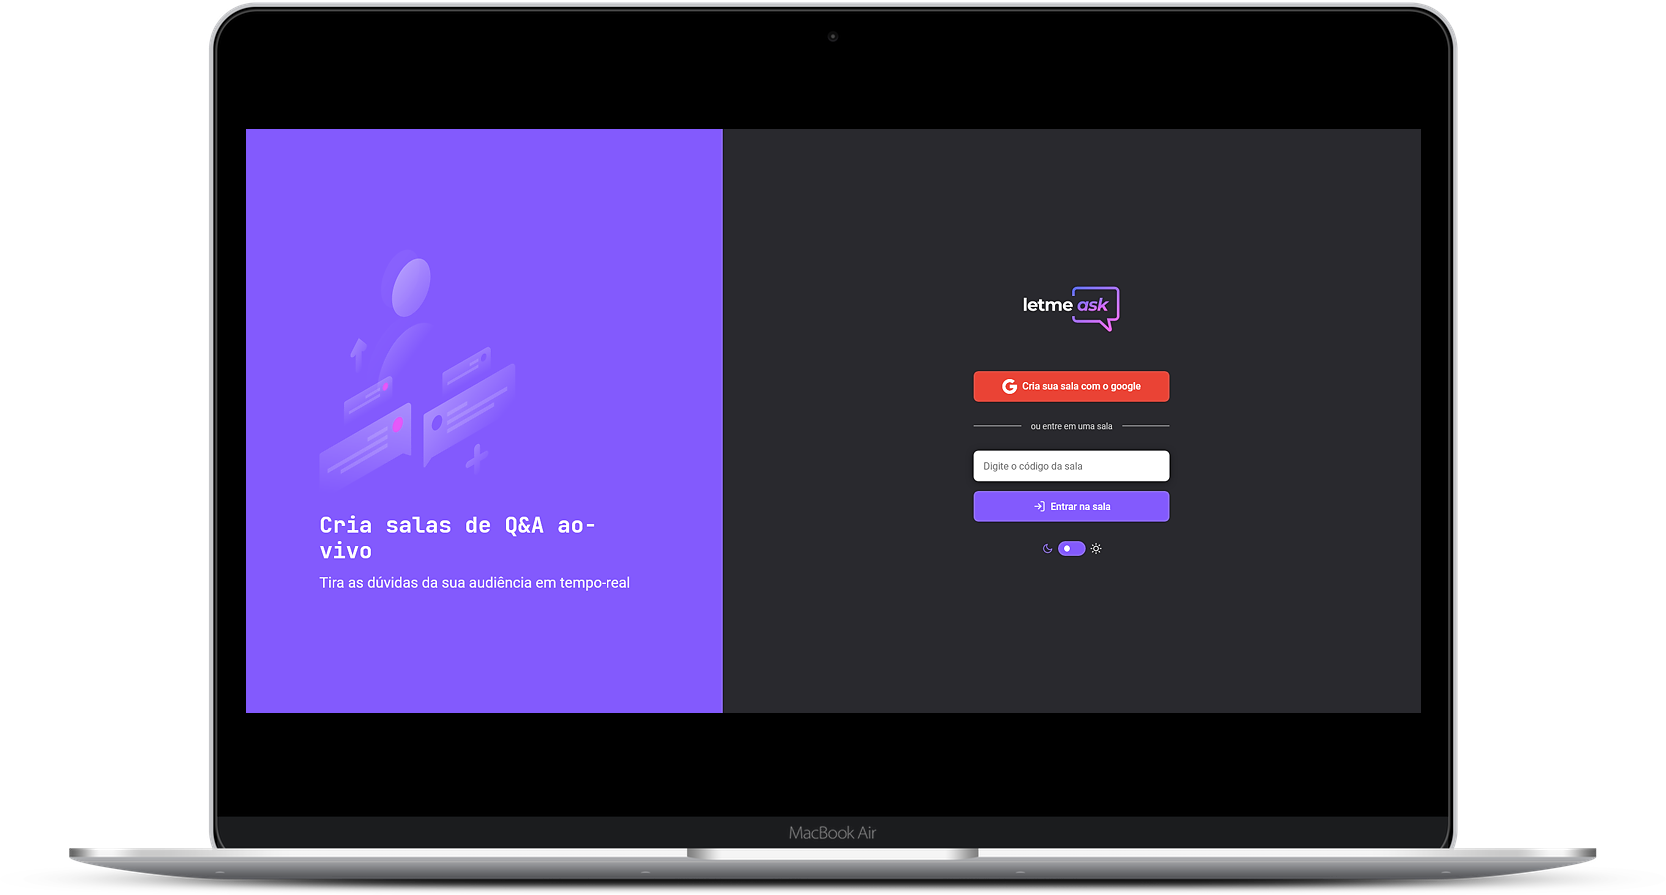 Cria salas de Q&A ao-
vivo
Tira as dúvidas da sua audiência em tempo-real
letme ask
Cria sua sala com o google
ou entre em uma sala
Digite o código da sala
Entrar na sala
MacBook Air